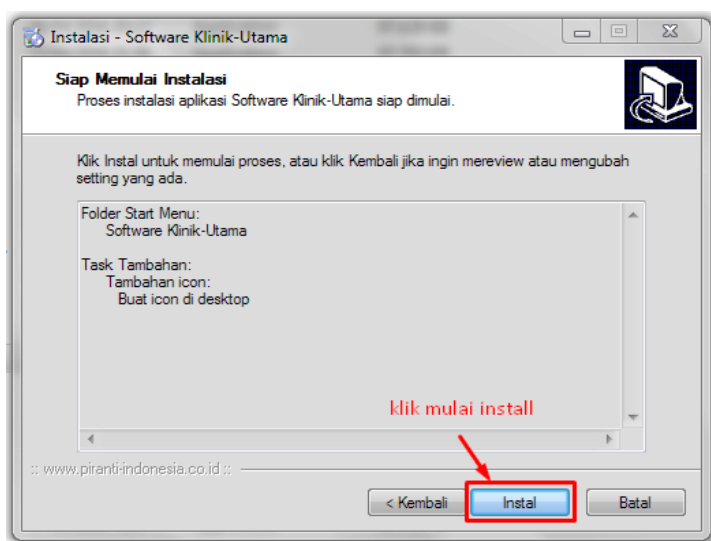 Instalasi - Software Klinik-Utama
Siap Memulai Instalasi
Proses instalasi aplikasi Software Klinik-Utama siap dimulai.
Klik Instal untuk memulai proses, atau klik Kembali jika ingin mereview atau mengubah
setting yang ada.
Folder Start Menu:
Software Klinik-Utama
Task Tambahan:
Tambahan icon:
Buat icon di desktop
klik mulai install
:: www.piranti-indonesia.co.id ::
< Kembali Instal Batal